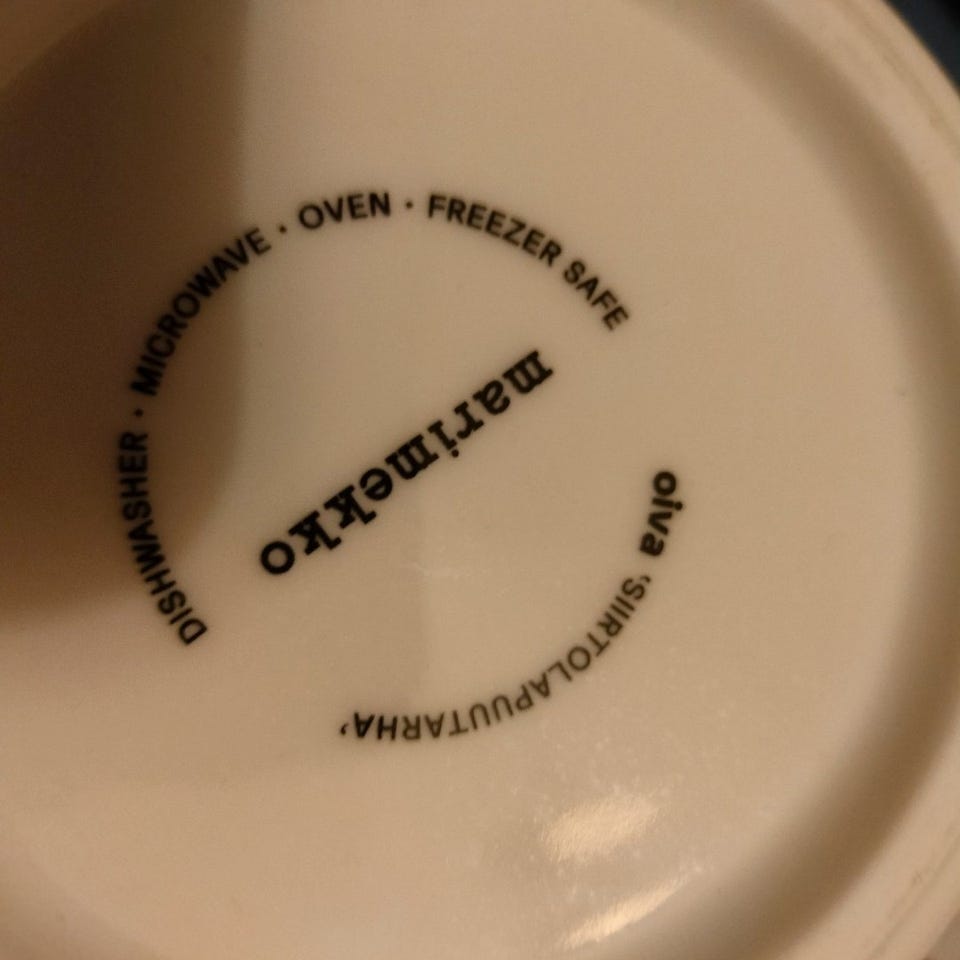 DISHWASHER · MICROWAVE · OVEN · FREEZER SAFE
marimekko
oiva 'SIIRTOLAPUUTARHA'